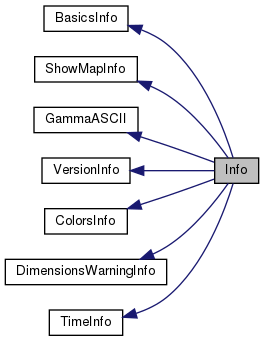 BasicsInfo
ShowMapInfo
GammaASCII
VersionInfo
Info
ColorsInfo
DimensionsWarningInfo
TimeInfo